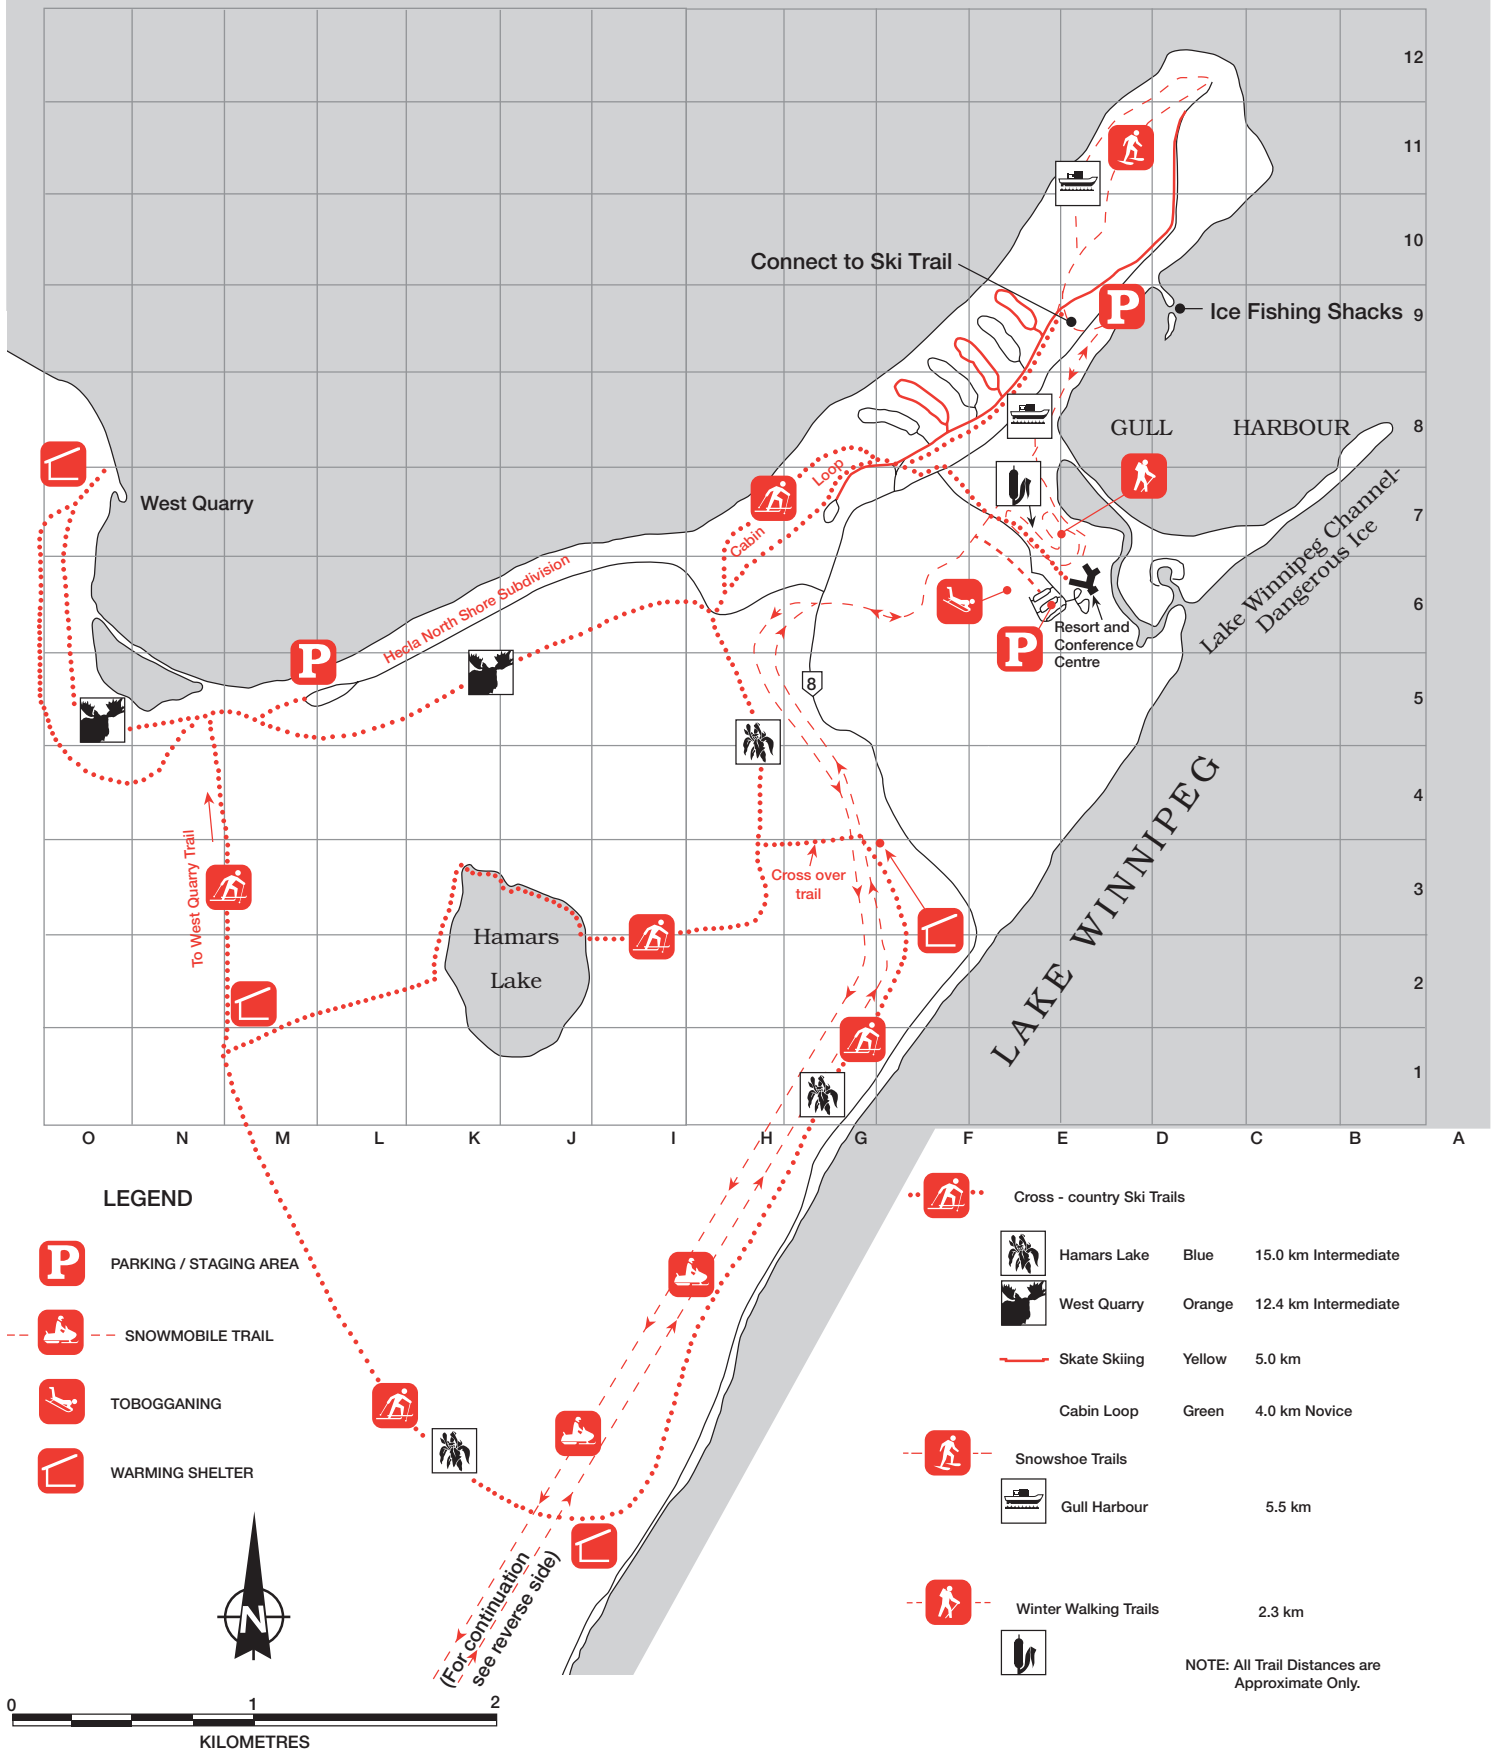 12
11
10
Connect to Ski Trail
P
Ice Fishing Shacks
9
GULL HARBOUR
8
Loop
West Quarry
Cabin
7
Lake Winnipeg Channel-
Dangerous Ice
Hecla North Shore Subdivision
6
P
Resort and
Conference
Centre
P
8
5
4
LAKE WINNIPEG
To West Quarry Trail
Cross over
trail
3
Hamars
Lake
2
1
O N M L K J I H G F E D C B A
LEGEND
P PARKING / STAGING AREA
SNOWMOBILE TRAIL
TOBOGGANING
WARMING SHELTER
N
0 1 2
KILOMETRES
(For continuation
see reverse side)
Cross - country Ski Trails
Hamars Lake Blue 15.0 km Intermediate
West Quarry Orange 12.4 km Intermediate
Skate Skiing Yellow 5.0 km
Cabin Loop Green 4.0 km Novice
Snowshoe Trails
Gull Harbour 5.5 km
Winter Walking Trails 2.3 km
NOTE: All Trail Distances are
Approximate Only.